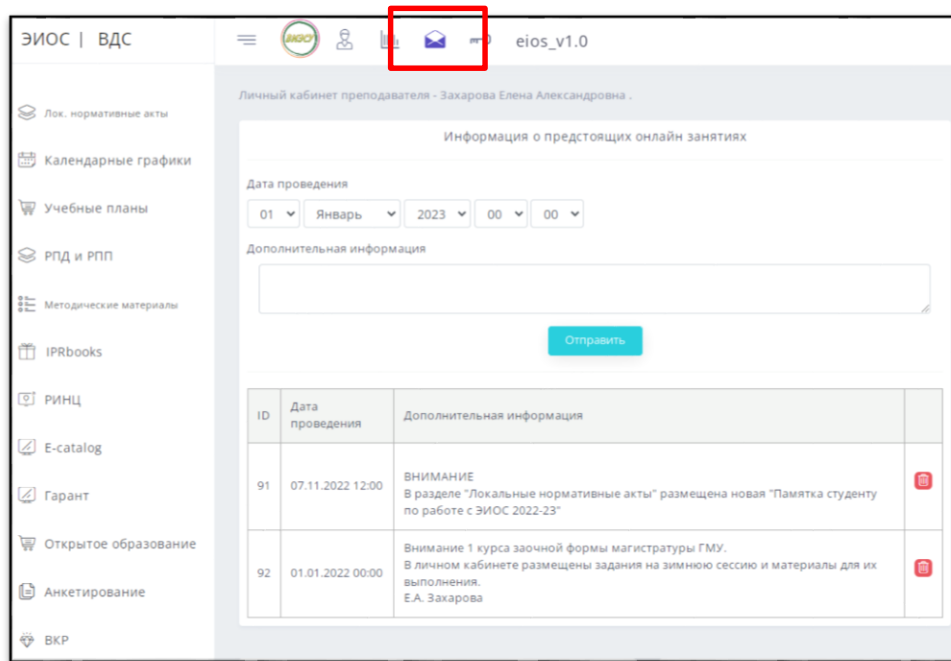 ЭИОС | ВДС
eios_v1.0
Лок. нормативные акты
Календарные графики
Учебные планы
РПД и РПП
Методические материалы
IPRbooks
РИНЦ
E-catalog
Гарант
Открытое образование
Анкетирование
ВКР
Личный кабинет преподавателя - Захарова Елена Александровна .
Информация о предстоящих онлайн занятиях
Дата проведения
01 Январь 2023 00 00
Дополнительная информация
Отправить
ID Дата проведения Дополнительная информация
91 07.11.2022 12:00 ВНИМАНИЕ
В разделе "Локальные нормативные акты" размещена новая "Памятка студенту
по работе с ЭИОС 2022-23"
92 01.01.2022 00:00 Внимание 1 курса заочной формы магистратуры ГМУ.
В личном кабинете размещены задания на зимнюю сессию и материалы для их
выполнения.
Е.А. Захарова